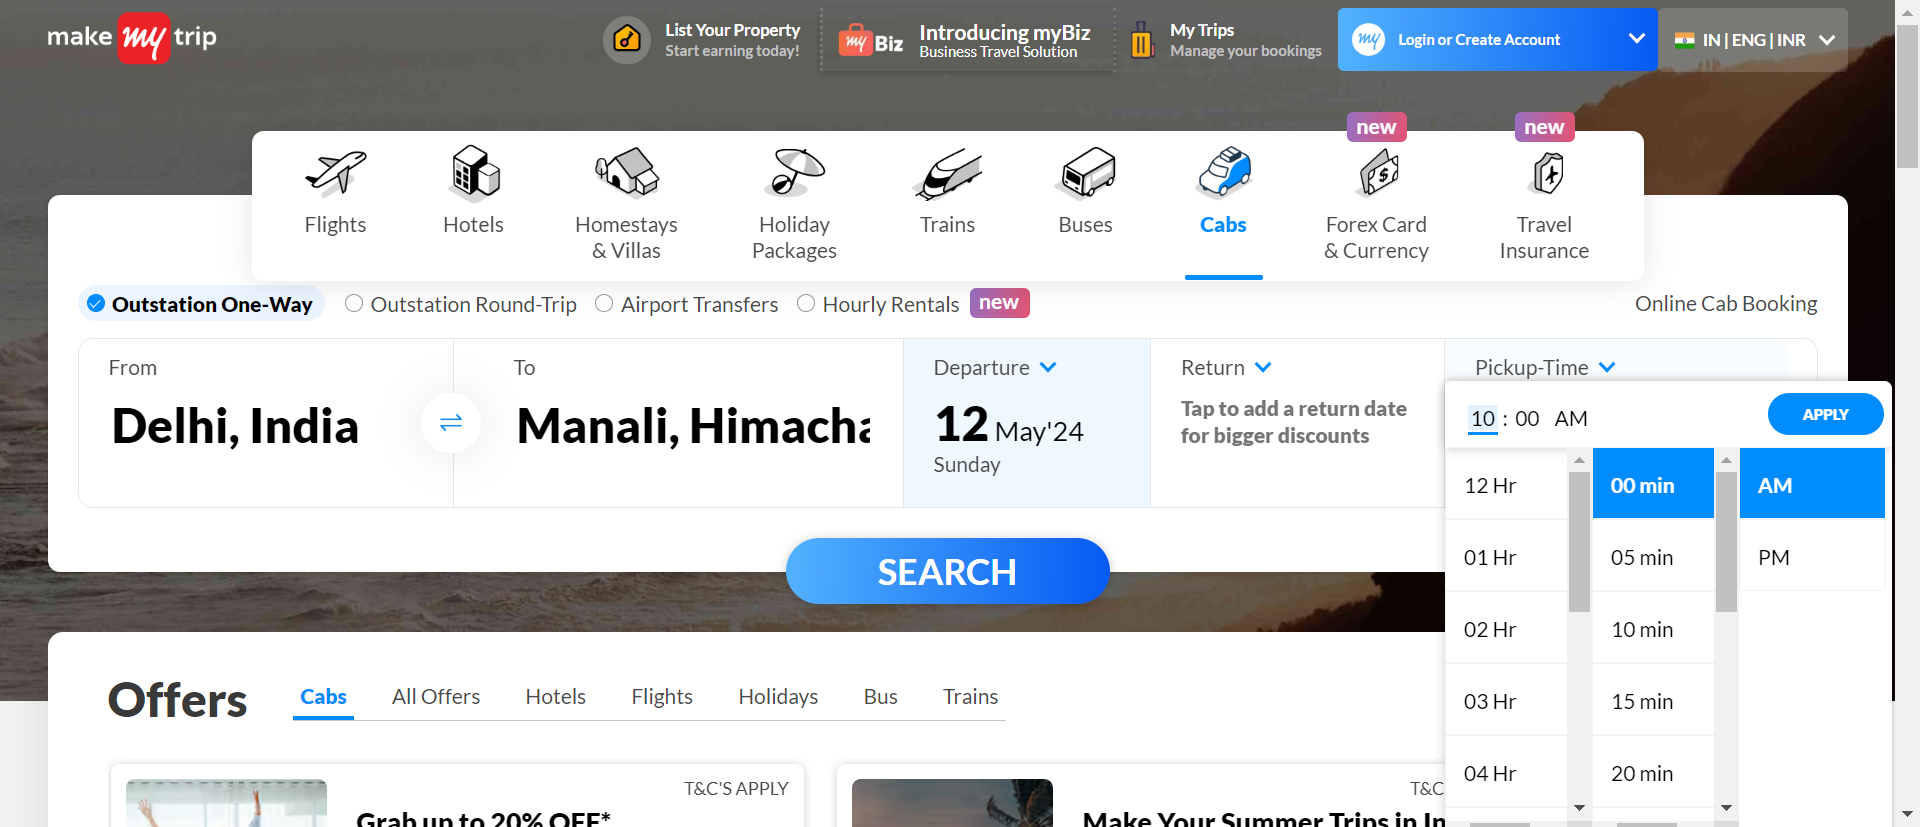 make my trip
List Your Property
Start earning today!
my Biz
Introducing myBiz
Business Travel Solution
My Trips
Manage your bookings
my
Login or Create Account
IN | ENG | INR
new
new
Flights
Hotels
Homestays
& Villas
Holiday
Packages
Trains
Buses
Cabs
Forex Card
& Currency
Travel
Insurance
Outstation One-Way
Outstation Round-Trip
Airport Transfers
Hourly Rentals
new
Online Cab Booking
From
Delhi, India
To
Manali, Himacha
Departure
12 May'24
Sunday
Return
Tap to add a return date
for bigger discounts
Pickup-Time
10 : 00 AM
APPLY
12 Hr
00 min
AM
01 Hr
05 min
PM
02 Hr
10 min
03 Hr
15 min
04 Hr
20 min
SEARCH
Offers
Cabs
All Offers
Hotels
Flights
Holidays
Bus
Trains
T&C'S APPLY
Grab up to 20% OFF*
T&C
Make Your Summer Trips in In